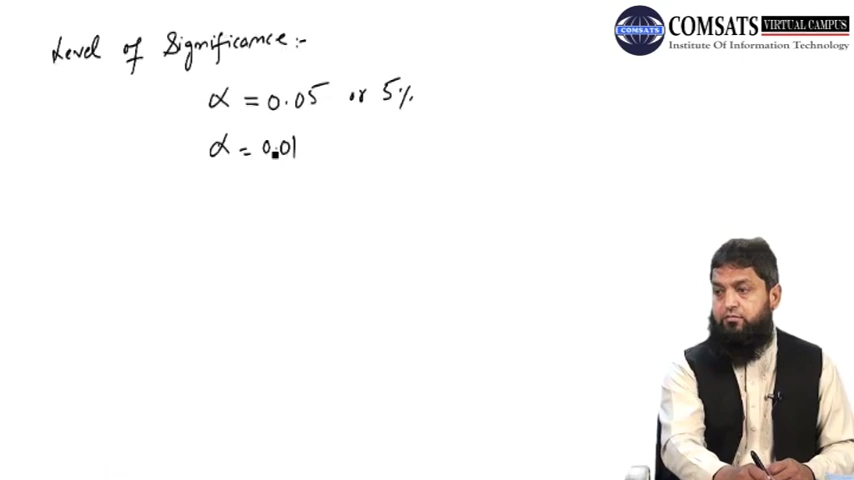 COMSATS VIRTUAL CAMPUS
COMSATS Institute Of Information Technology
Level of Significance:-
α = 0.05 or 5%
α = 0.01